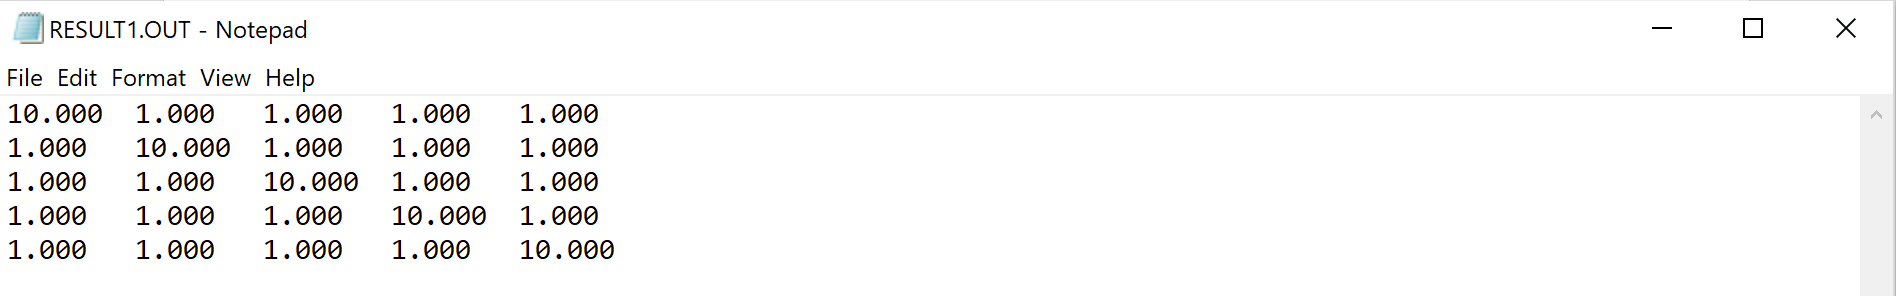 RESULT1.OUT - Notepad
File Edit Format View Help
10.000  1.000   1.000   1.000   1.000
1.000   10.000  1.000   1.000   1.000
1.000   1.000   10.000  1.000   1.000
1.000   1.000   1.000   10.000  1.000
1.000   1.000   1.000   1.000   10.000